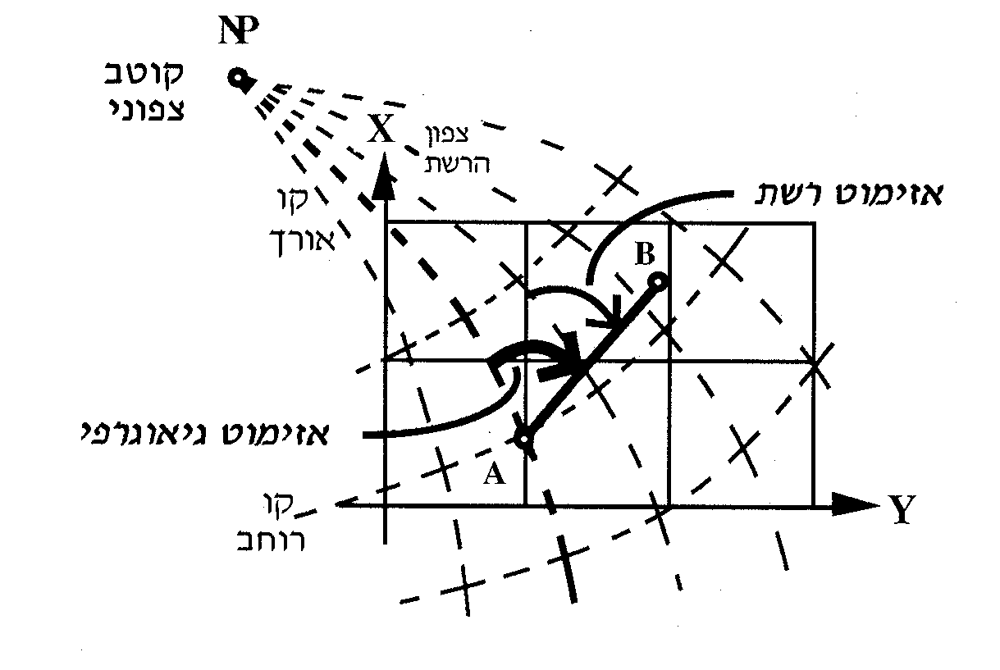 NP
קוטב
צפוני
X
צפון
הרשת
קו
אורך
אזימוט רשת
B
אזימוט גיאוגרפי
A
קו
רוחב
Y